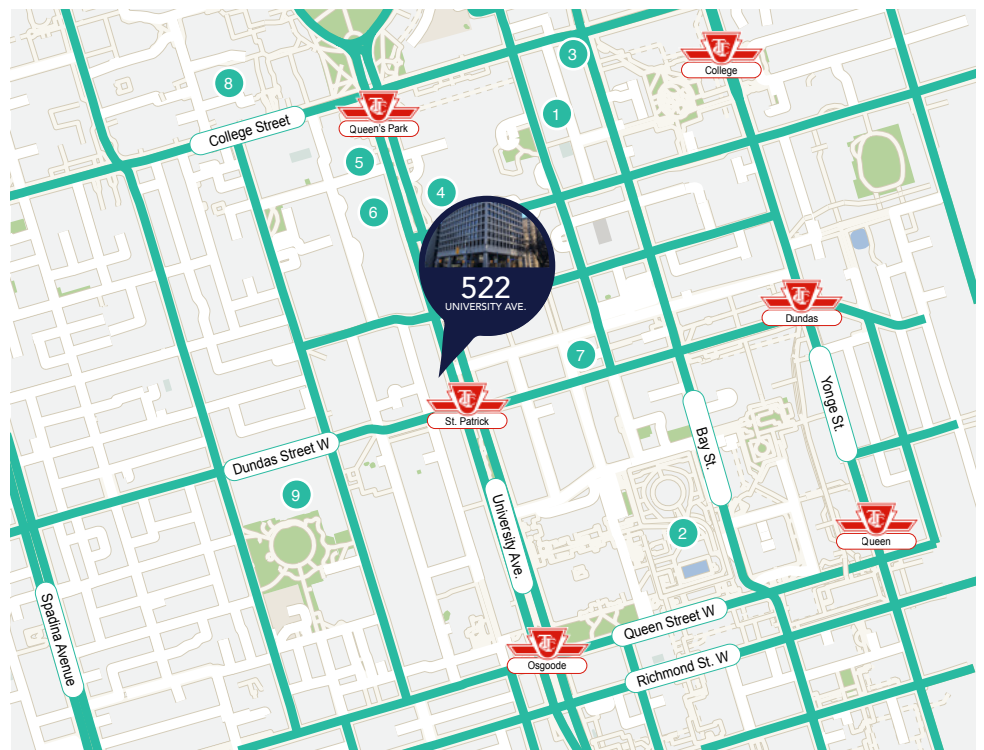 3
College
8
1
College Street
Queen's Park
5
4
6
522
UNIVERSITY AVE.
Dundas
7
St. Patrick
Yonge St.
Bay St.
Dundas Street W
9
University Ave.
2
Queen
Spadina Avenue
Queen Street W
Osgoode
Richmond St. W